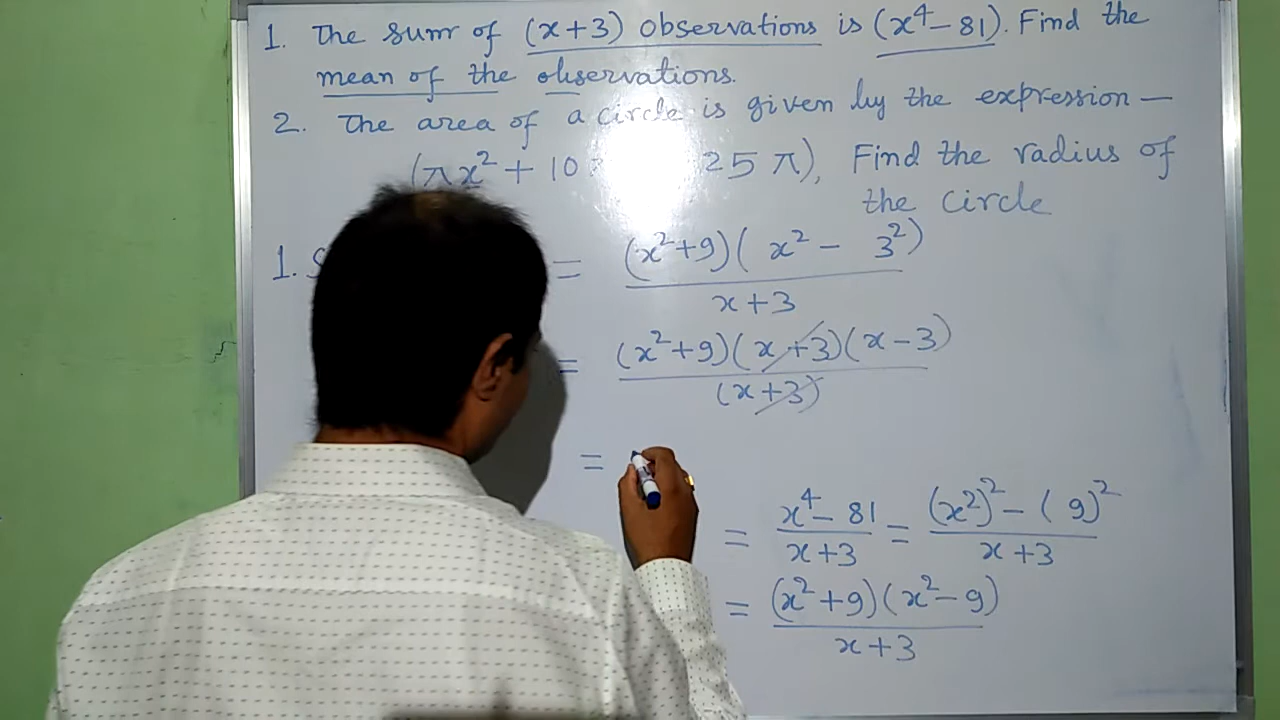 1. The sum of (x+3) observations is (x⁴ - 81). Find the
mean of the observations.
2. The area of a circle is given by the expression —
(πx² + 10 25 π), Find the radius of
the circle
1. S = (x²+9)( x² - 3²) / x+3
= (x²+9)(x+3)(x-3) / (x+3)
=
= x⁴- 81 / x+3 = (x²)² - ( 9)² / x+3
= (x²+9)(x²-9) / x+3